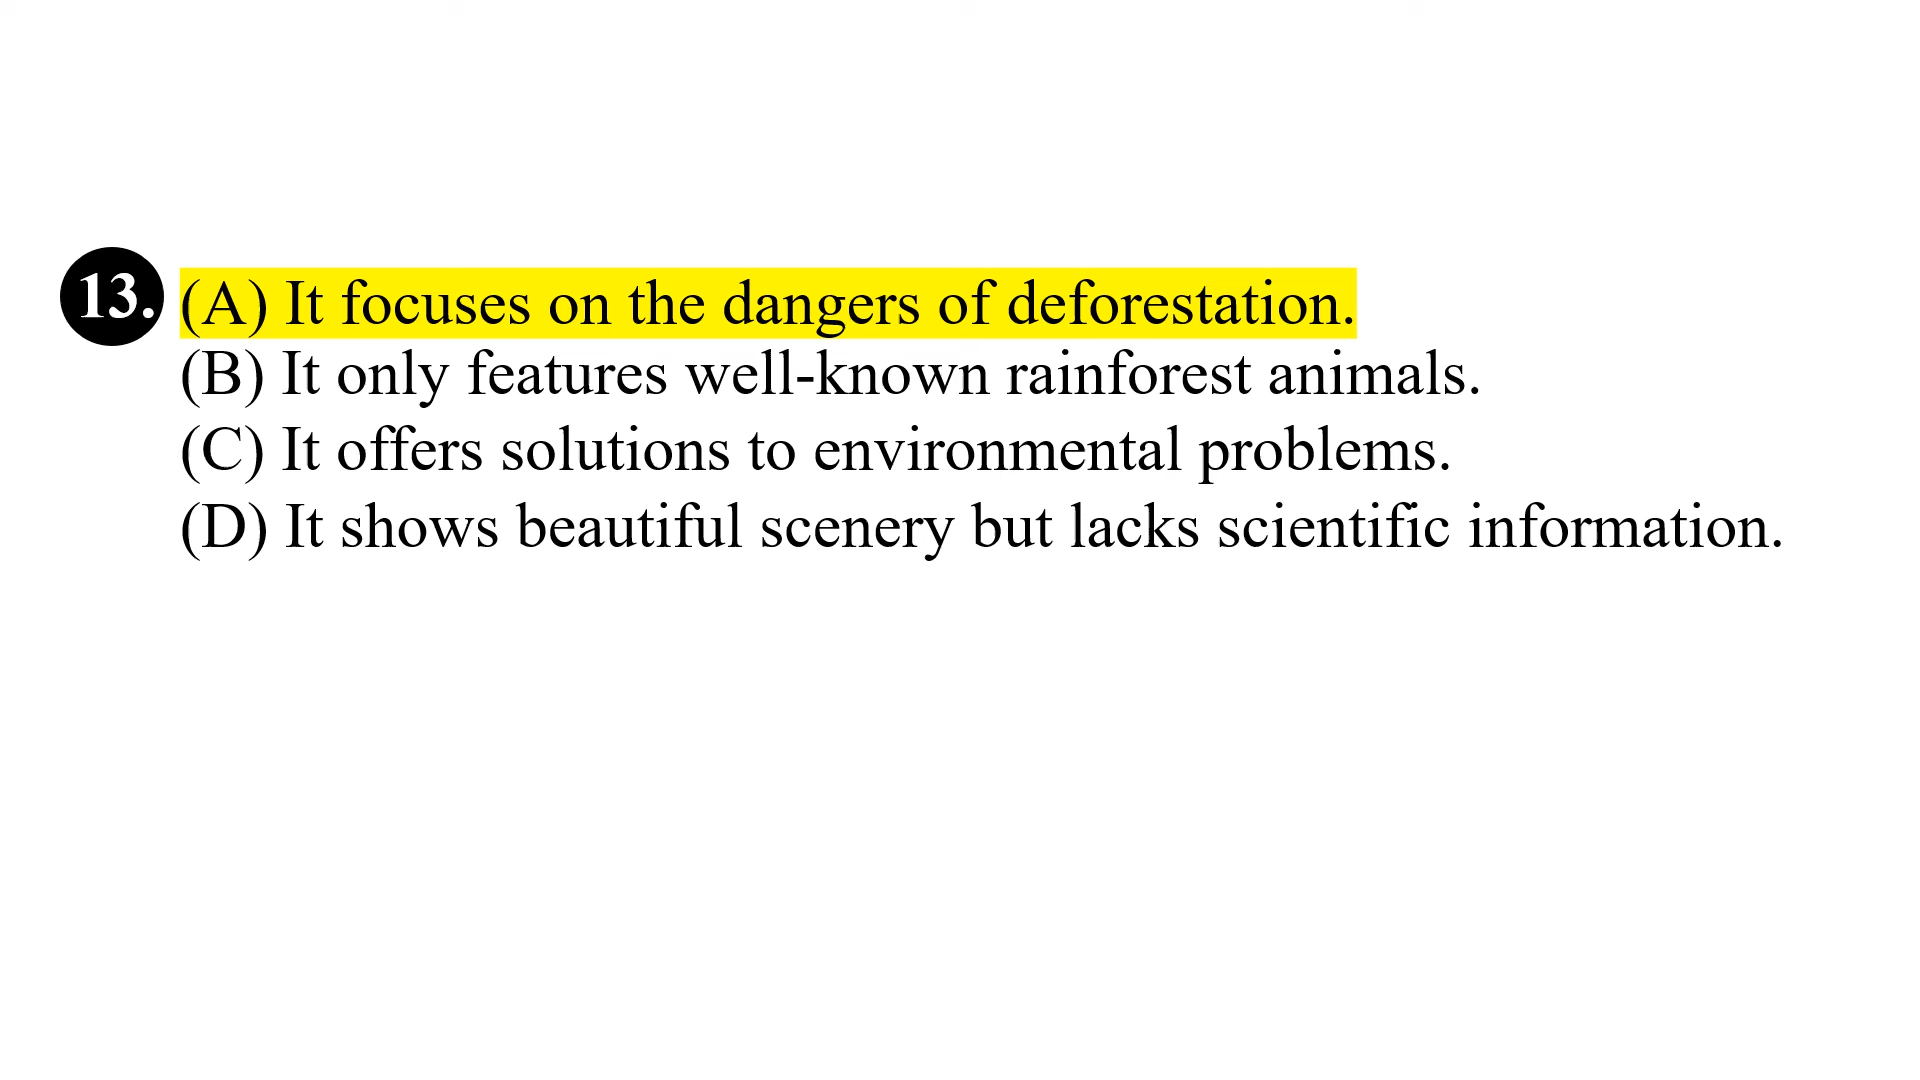 13. (A) It focuses on the dangers of deforestation.
(B) It only features well-known rainforest animals.
(C) It offers solutions to environmental problems.
(D) It shows beautiful scenery but lacks scientific information.